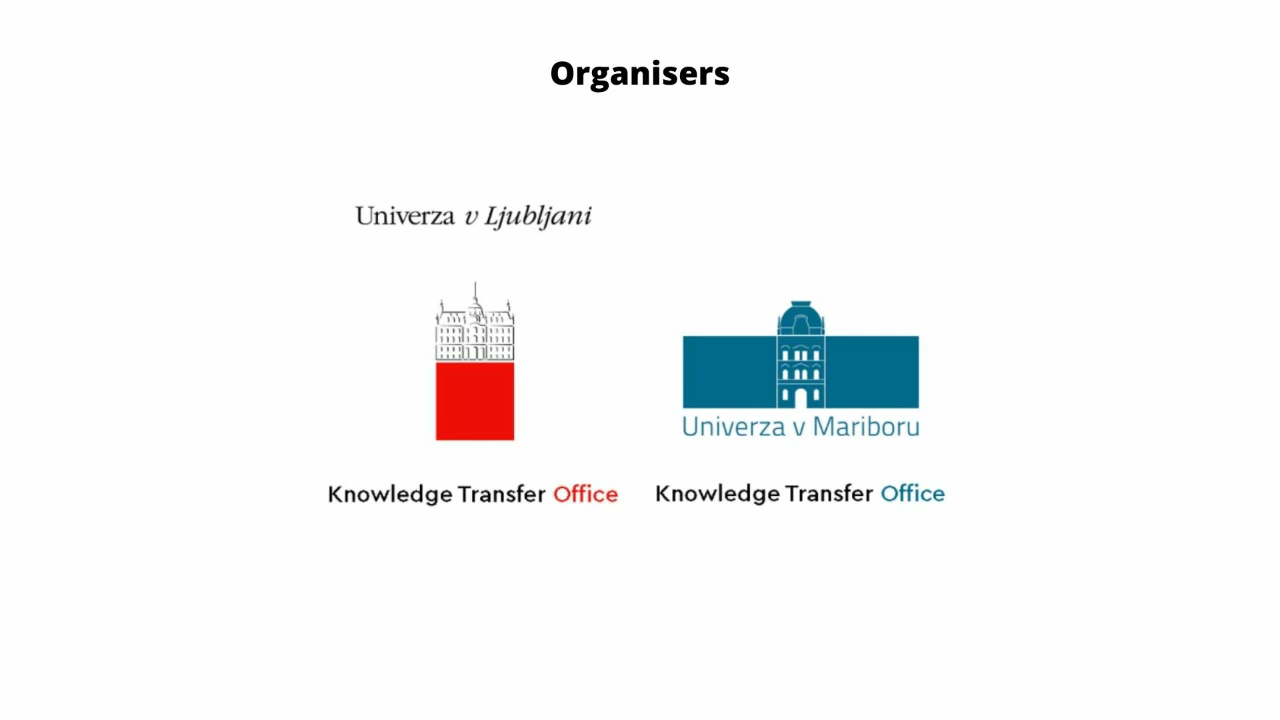 Organisers
Univerza v Ljubljani
Univerza v Mariboru
Knowledge Transfer Office
Knowledge Transfer Office